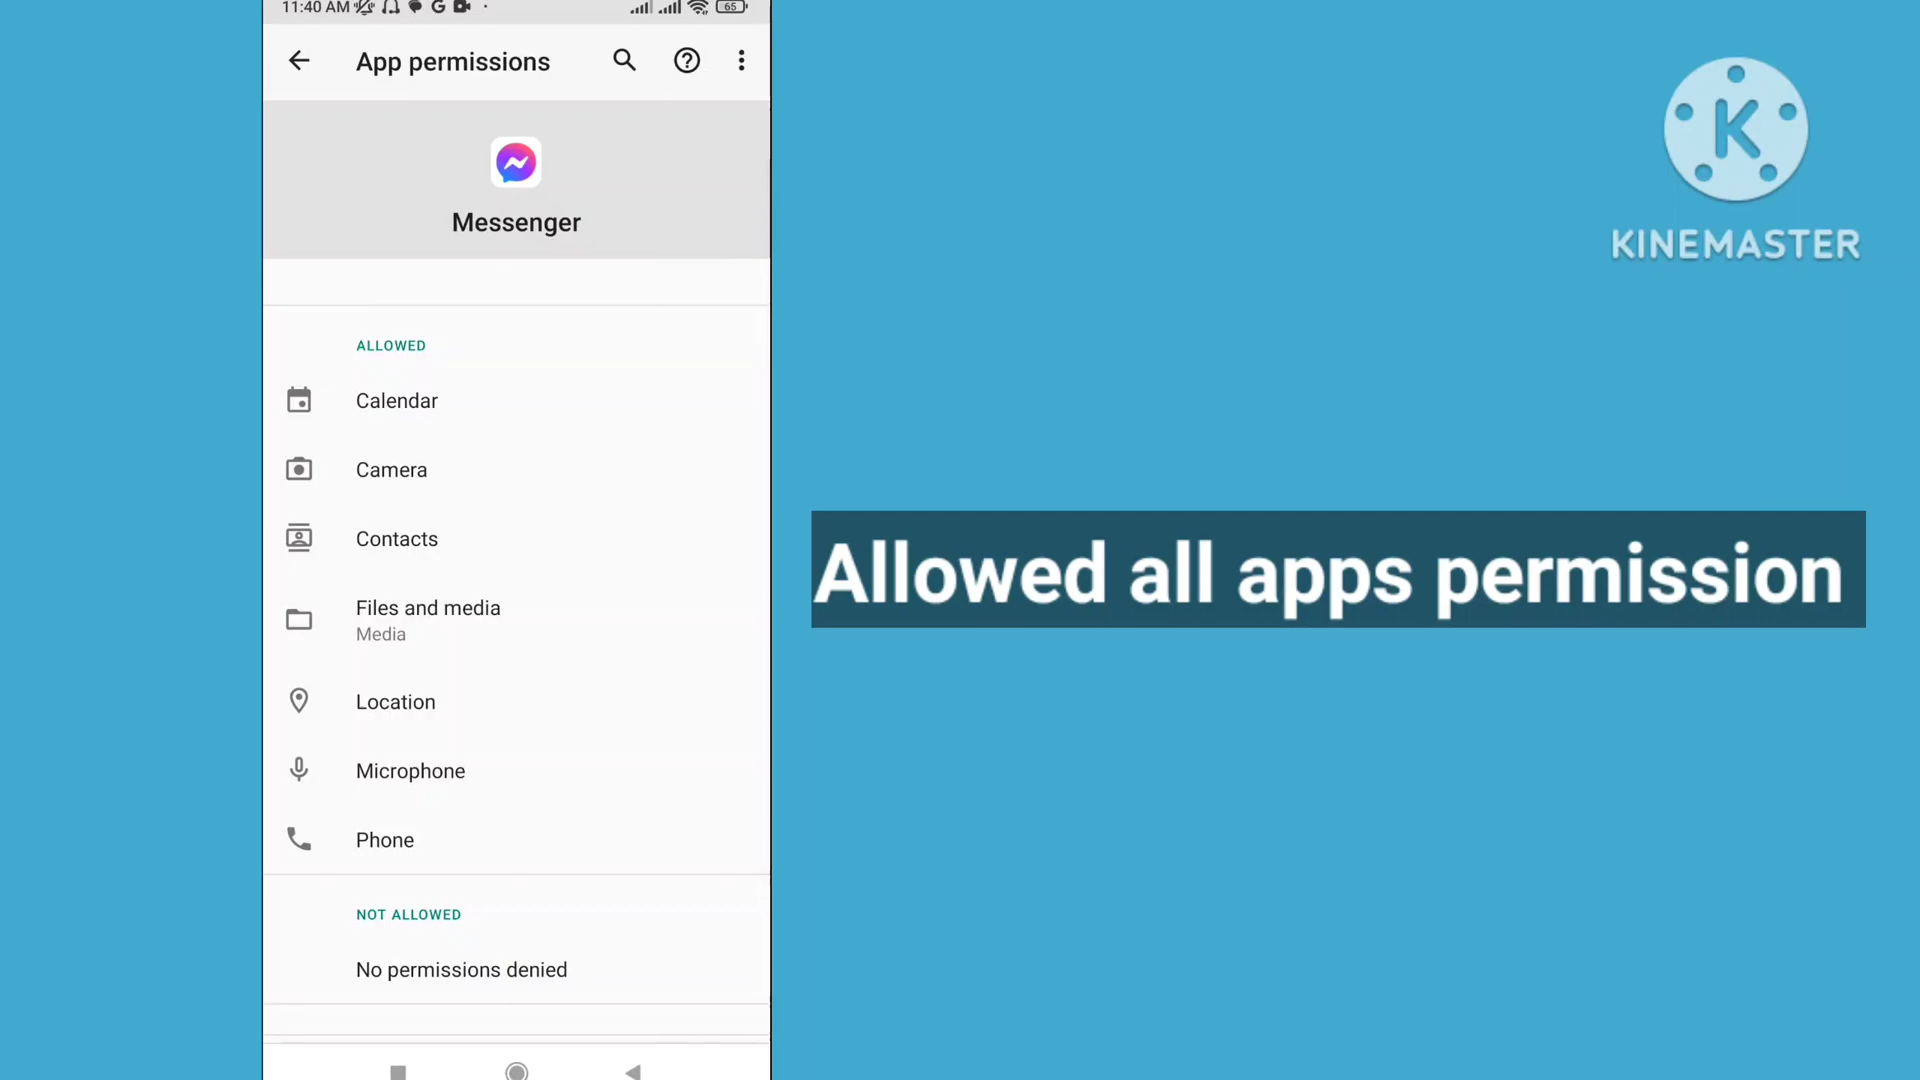 11:40 AM
65
App permissions
Messenger
ALLOWED
Calendar
Camera
Contacts
Files and media
Media
Location
Microphone
Phone
NOT ALLOWED
No permissions denied
Allowed all apps permission
K
KINEMASTER